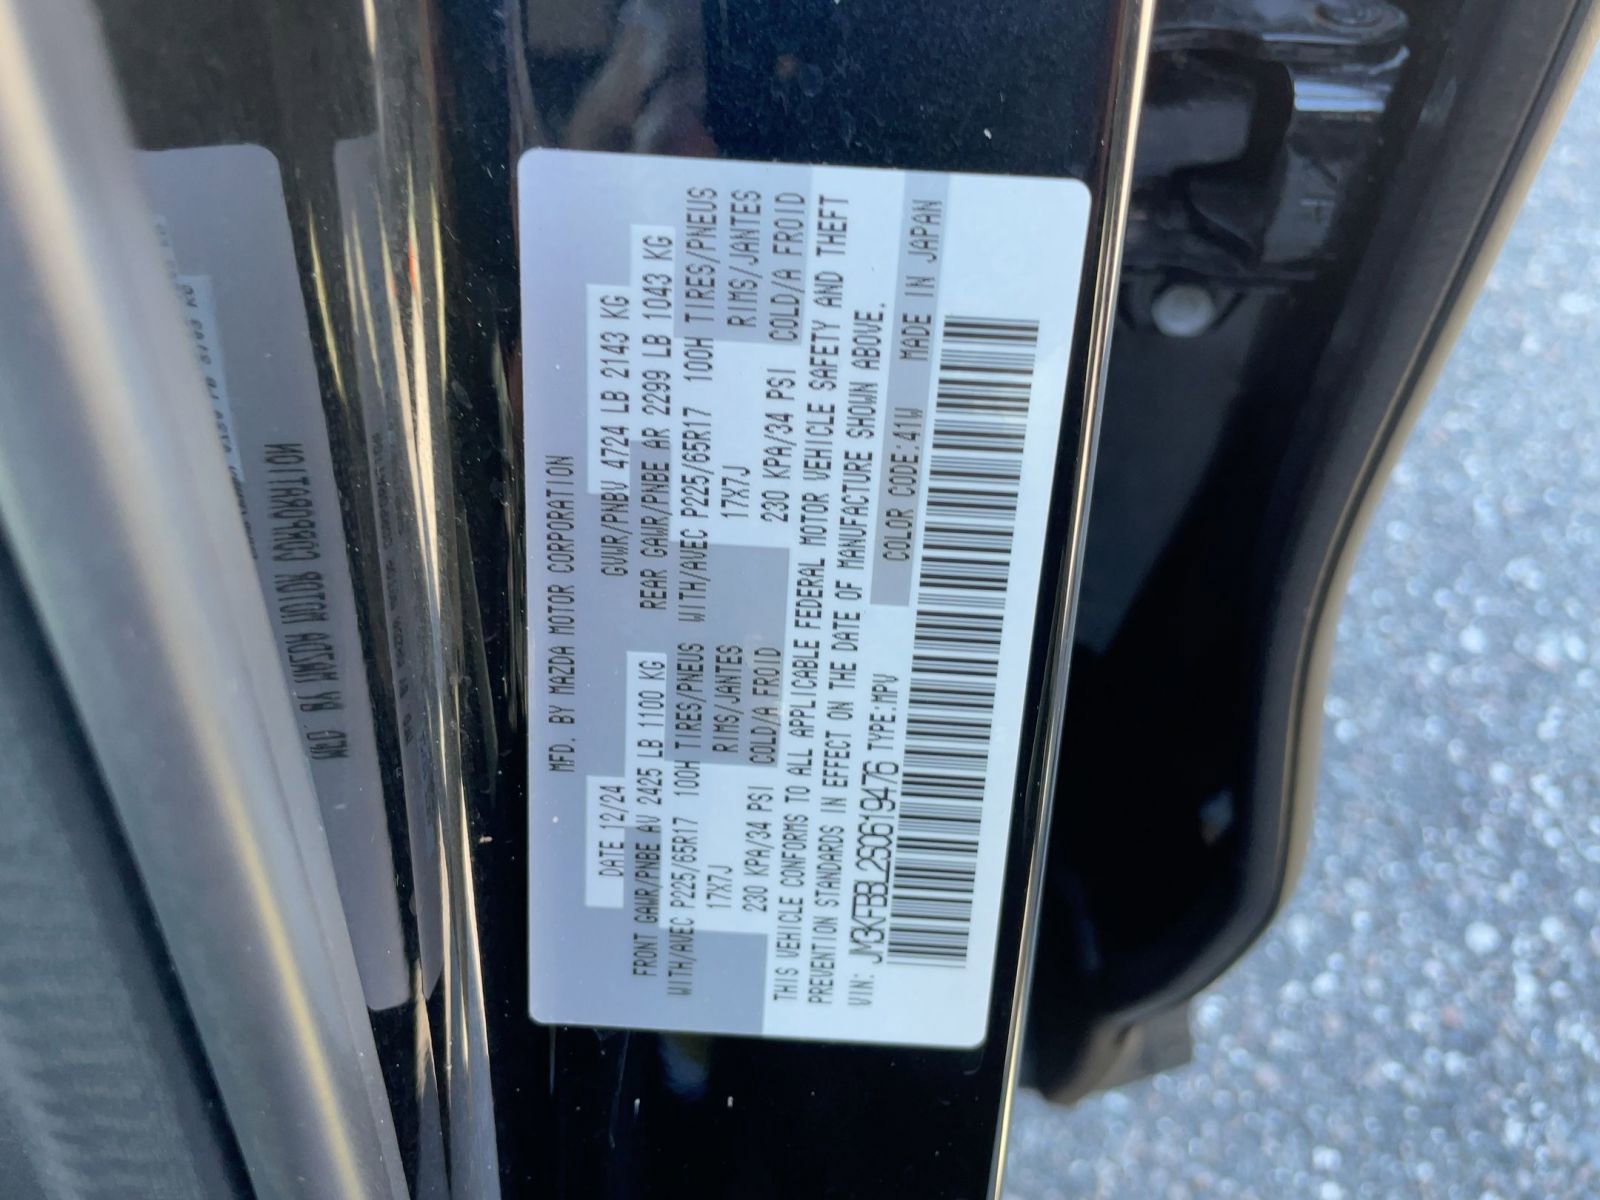 MFD. BY MAZDA MOTOR CORPORATION
DATE 12/24 GVWR/PNBV 4724 LB 2143 KG
FRONT GAWR/PNBE AV 2425 LB 1100 KG REAR GAWR/PNBE AR 2299 LB 1043 KG
WITH/AVEC P225/65R17 100H TIRES/PNEUS WITH/AVEC P225/65R17 100H TIRES/PNEUS
17X7J RIMS/JANTES 17X7J RIMS/JANTES
230 KPA/34 PSI COLD/A FROID 230 KPA/34 PSI COLD/A FROID
THIS VEHICLE CONFORMS TO ALL APPLICABLE FEDERAL MOTOR VEHICLE SAFETY AND THEFT
PREVENTION STANDARDS IN EFFECT ON THE DATE OF MANUFACTURE SHOWN ABOVE.
VIN: JM3KFBBL2S0619476 TYPE:MPV COLOR CODE:41W MADE IN JAPAN